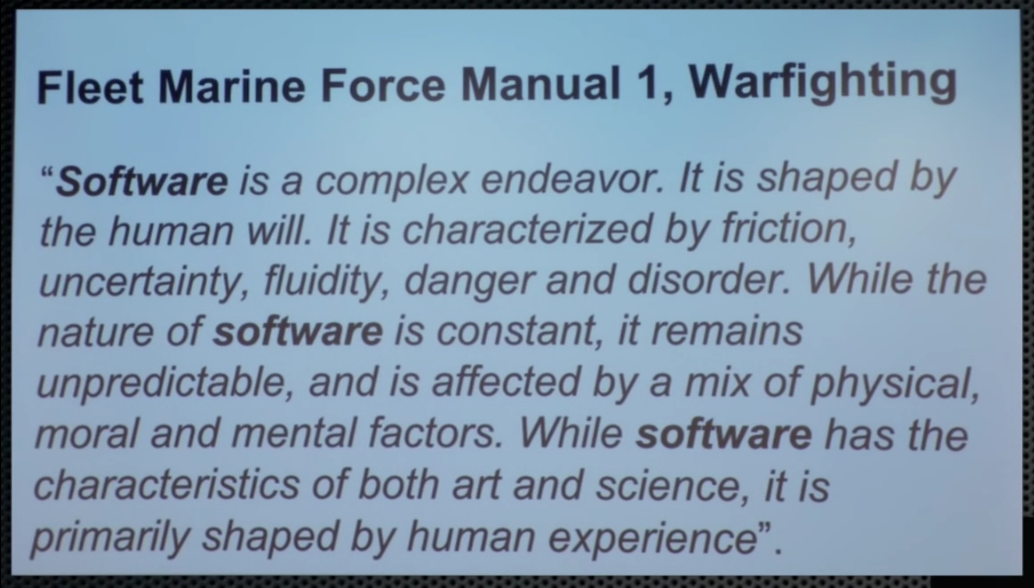 Fleet Marine Force Manual 1, Warfighting
“Software is a complex endeavor. It is shaped by
the human will. It is characterized by friction,
uncertainty, fluidity, danger and disorder. While the
nature of software is constant, it remains
unpredictable, and is affected by a mix of physical,
moral and mental factors. While software has the
characteristics of both art and science, it is
primarily shaped by human experience”.